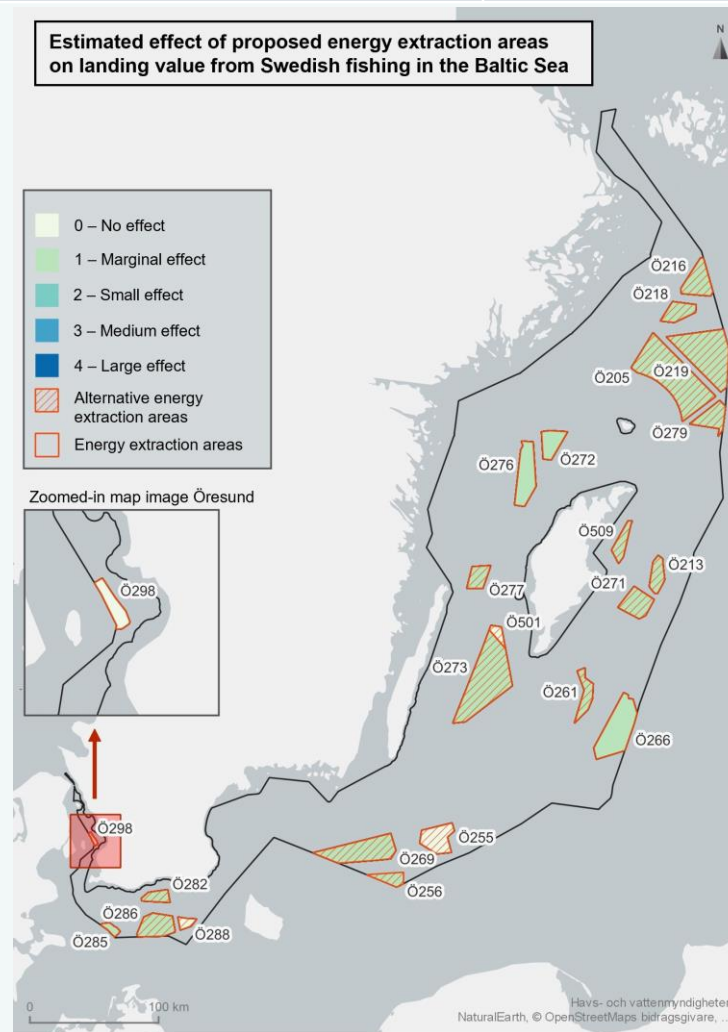 Estimated effect of proposed energy extraction areas
on landing value from Swedish fishing in the Baltic Sea
N
0 – No effect
1 – Marginal effect
2 – Small effect
3 – Medium effect
4 – Large effect
Alternative energy
extraction areas
Energy extraction areas
Zoomed-in map image Öresund
Ö298
Ö216
Ö218
Ö219
Ö205
Ö279
Ö272
Ö276
Ö509
Ö213
Ö271
Ö277
Ö501
Ö273
Ö261
Ö266
Ö298
Ö255
Ö269
Ö256
Ö282
Ö286
Ö288
Ö285
0 100 km
Havs- och vattenmyndigheten
NaturalEarth, © OpenStreetMaps bidragsgivare, ...